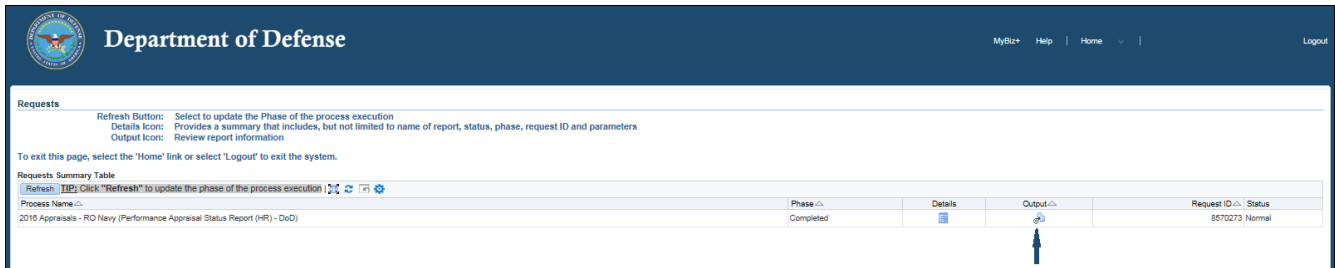 Department of Defense
MyBiz+ Help | Home | Logout
Requests
Refresh Button: Select to update the Phase of the process execution
Details Icon: Provides a summary that includes, but not limited to name of report, status, phase, request ID and parameters
Output Icon: Review report information
To exit this page, select the 'Home' link or select 'Logout' to exit the system.
Requests Summary Table
Refresh TIP: Click "Refresh" to update the phase of the process execution |
Process Name Phase Details Output Request ID Status
2016 Appraisals - RO Navy (Performance Appraisal Status Report (HR) - DoD) Completed 8570273 Normal